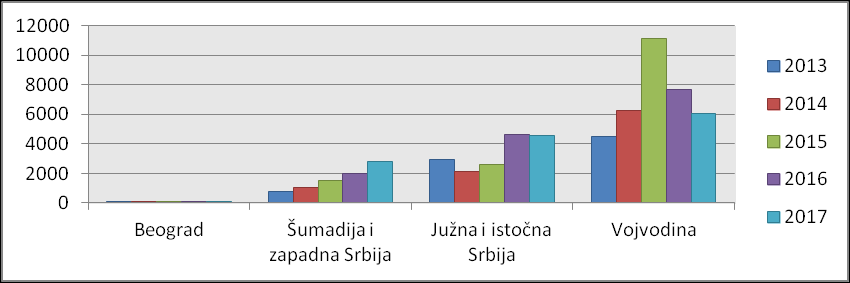 12000
10000
8000
6000
4000
2000
0
Beograd
Šumadija i
zapadna Srbija
Južna i istočna
Srbija
Vojvodina
2013
2014
2015
2016
2017